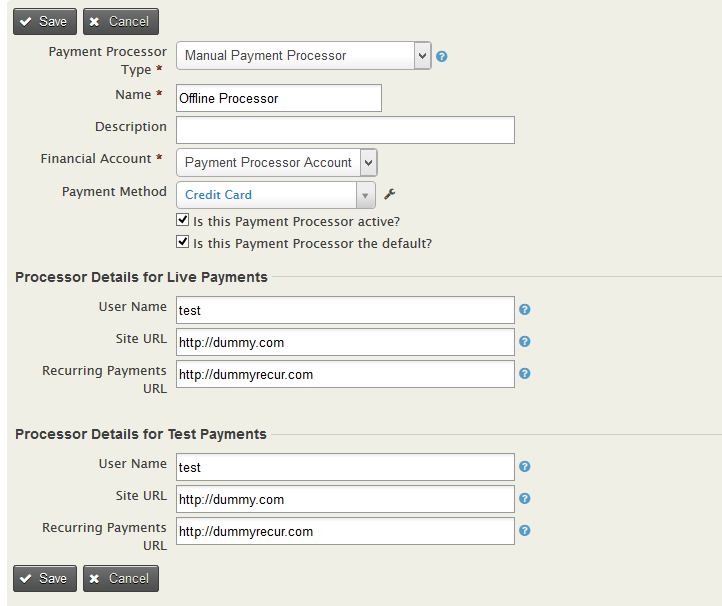 Save Cancel
Payment Processor
Type * Manual Payment Processor
Name * Offline Processor
Description
Financial Account * Payment Processor Account
Payment Method Credit Card
Is this Payment Processor active?
Is this Payment Processor the default?
Processor Details for Live Payments
User Name test
Site URL http://dummy.com
Recurring Payments
URL http://dummyrecur.com
Processor Details for Test Payments
User Name test
Site URL http://dummy.com
Recurring Payments
URL http://dummyrecur.com
Save Cancel